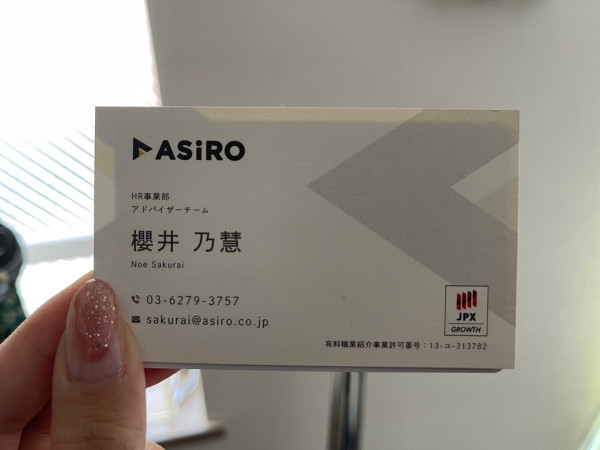 ASiRO
HR事業部
アドバイザーチーム
櫻井 乃慧
Noe Sakurai
03-6279-3757
sakurai@asiro.co.jp
JPX
GROWTH
有料職業紹介事業許可番号：13-ユ-313782